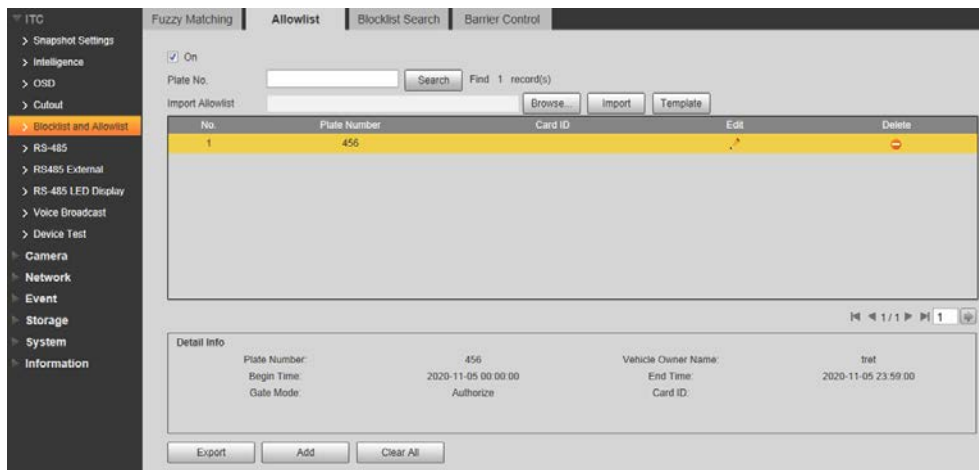 ITC
Snapshot Settings
Intelligence
OSD
Cutout
Blocklist and Allowlist
RS-485
RS485 External
RS-485 LED Display
Voice Broadcast
Device Test
Camera
Network
Event
Storage
System
Information
Fuzzy Matching Allowlist Blocklist Search Barrier Control
On
Plate No. Search Find 1 record(s)
Import Allowlist Browse... Import Template
No. Plate Number Card ID Edit Delete
1 456
1/1 1
Detail Info
Plate Number: 456 Vehicle Owner Name: tret
Begin Time: 2020-11-05 00:00:00 End Time: 2020-11-05 23:59:00
Gate Mode: Authorize Card ID:
Export Add Clear All